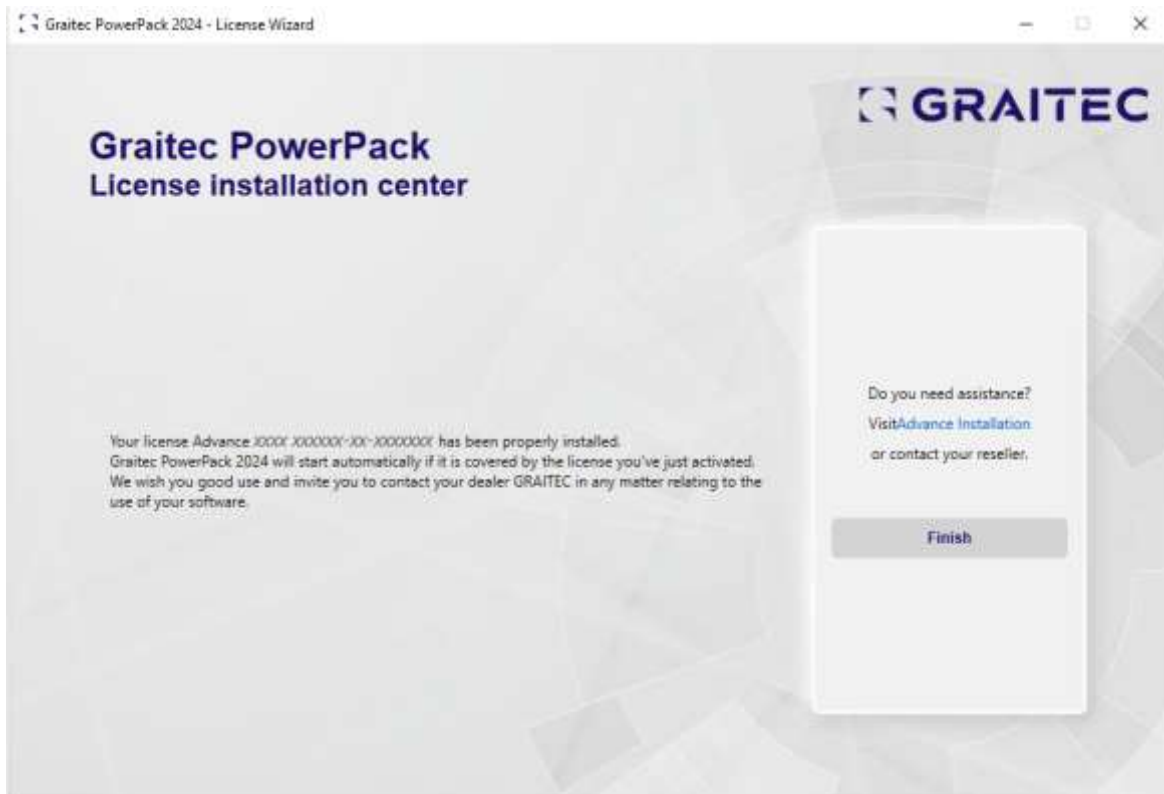 Graitec PowerPack 2024 - License Wizard
GRAITEC
Graitec PowerPack
License installation center
Your license Advance XXXX XXXXXX-XX-XXXXXXX has been properly installed.
Graitec PowerPack 2024 will start automatically if it is covered by the license you've just activated.
We wish you good use and invite you to contact your dealer GRAITEC in any matter relating to the
use of your software.
Do you need assistance?
VisitAdvance Installation
or contact your reseller.
Finish